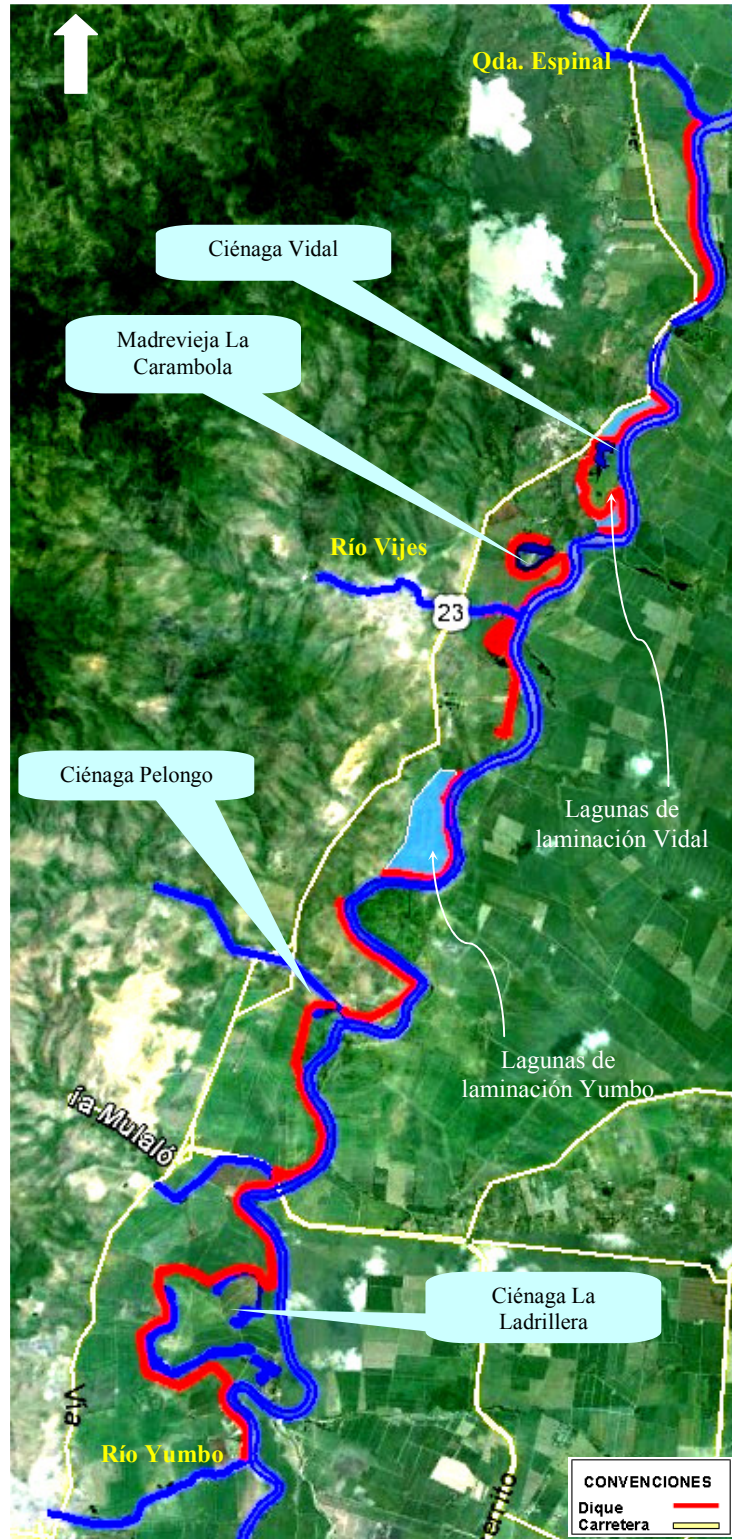 Qda. Espinal
Ciénaga Vidal
Madrevieja La
Carambola
Río Vijes
23
Ciénaga Pelongo
Lagunas de
laminación Vidal
Lagunas de
laminación Yumbo
ía Mulaló
Ciénaga La
Ladrillera
Vía
Río Yumbo
errito
CONVENCIONES
Dique
Carretera